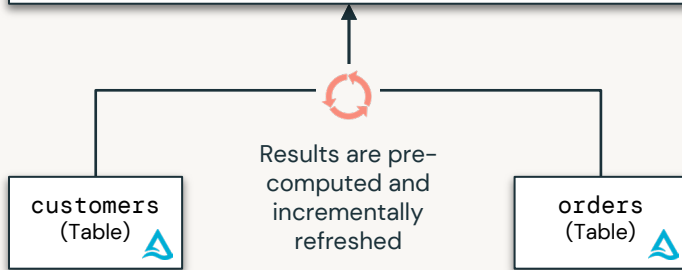 Results are pre-
computed and
incrementally
refreshed
customers
(Table)
orders
(Table)